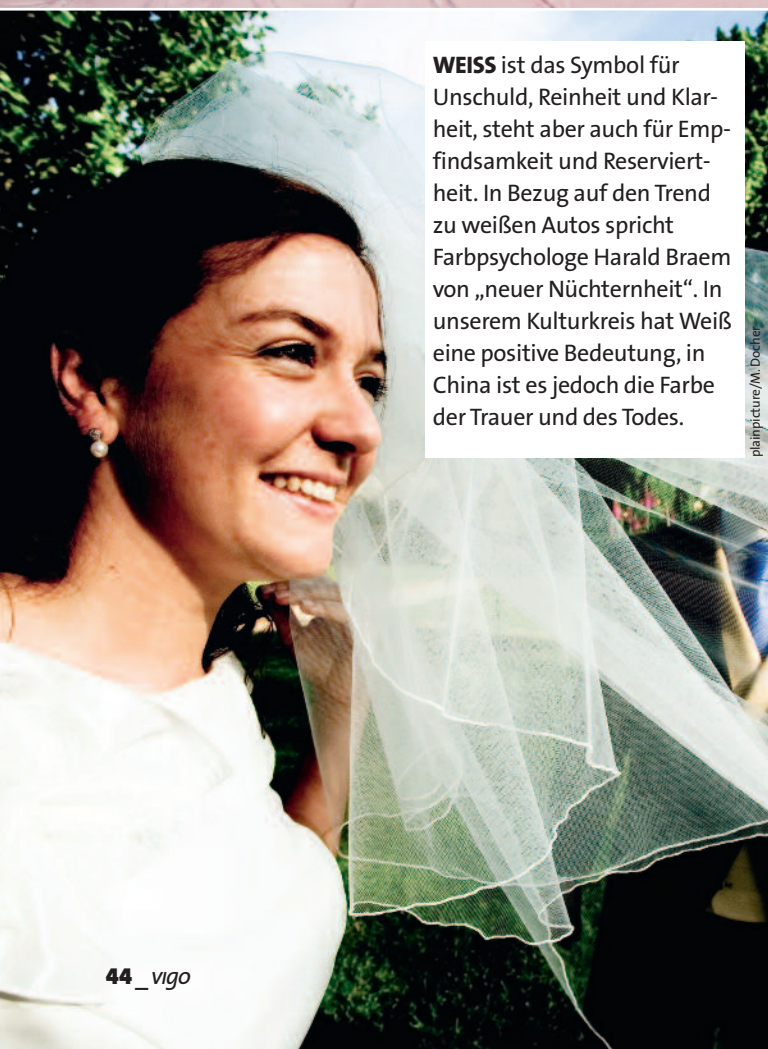 WEISS ist das Symbol für
Unschuld, Reinheit und Klar-
heit, steht aber auch für Emp-
findsamkeit und Reserviert-
heit. In Bezug auf den Trend
zu weißen Autos spricht
Farbpsychologe Harald Braem
von „neuer Nüchternheit“. In
unserem Kulturkreis hat Weiß
eine positive Bedeutung, in
China ist es jedoch die Farbe
der Trauer und des Todes.
plainpicture/M. Docher
44_vigo